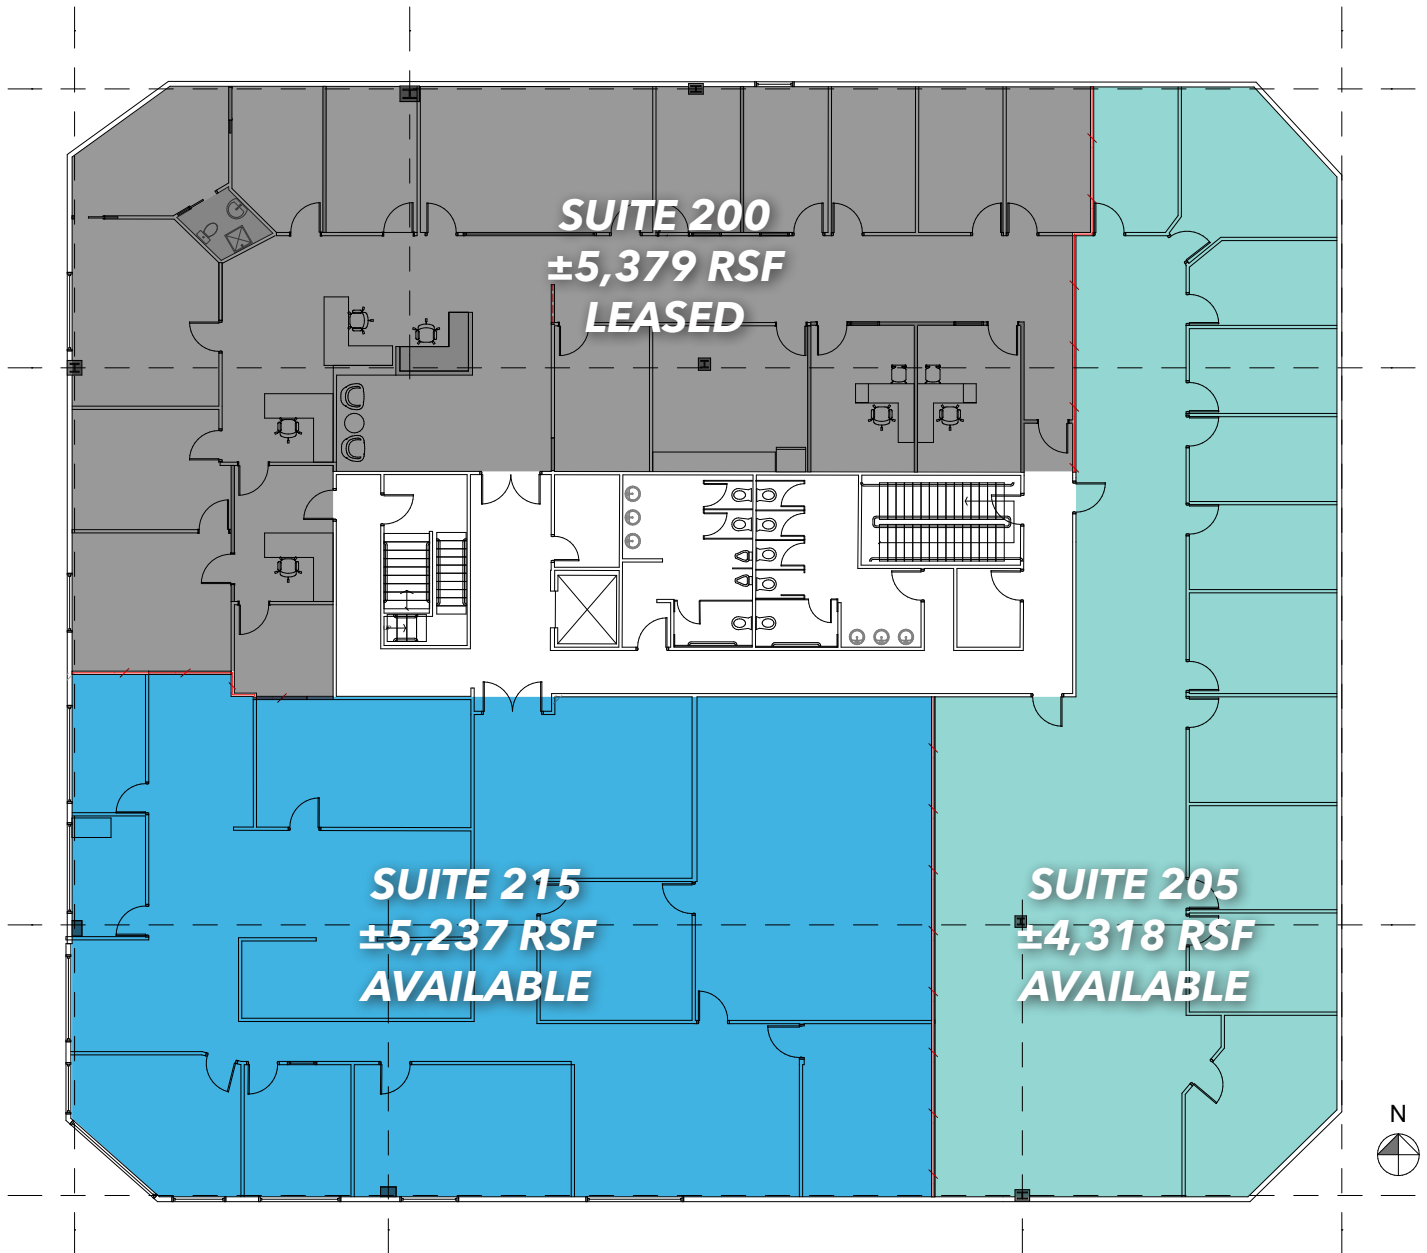 SUITE 200
±5,379 RSF
LEASED
SUITE 215
±5,237 RSF
AVAILABLE
SUITE 205
±4,318 RSF
AVAILABLE
N